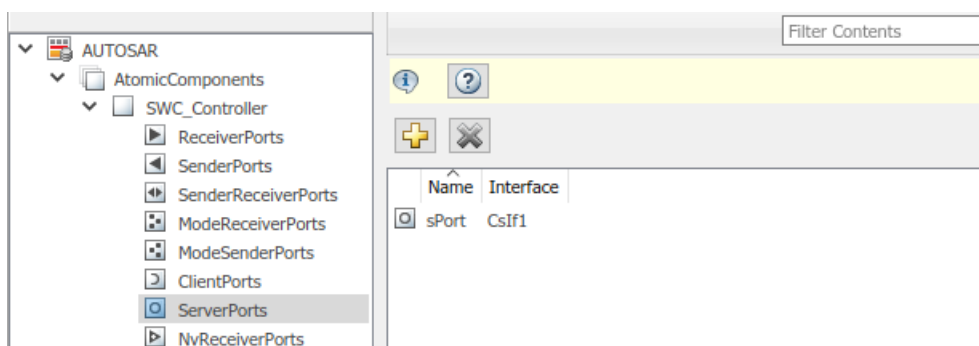 Filter Contents
AUTOSAR
AtomicComponents
SWC_Controller
ReceiverPorts
SenderPorts
SenderReceiverPorts
ModeReceiverPorts
ModeSenderPorts
ClientPorts
ServerPorts
NvReceiverPorts
Name Interface
sPort CsIf1